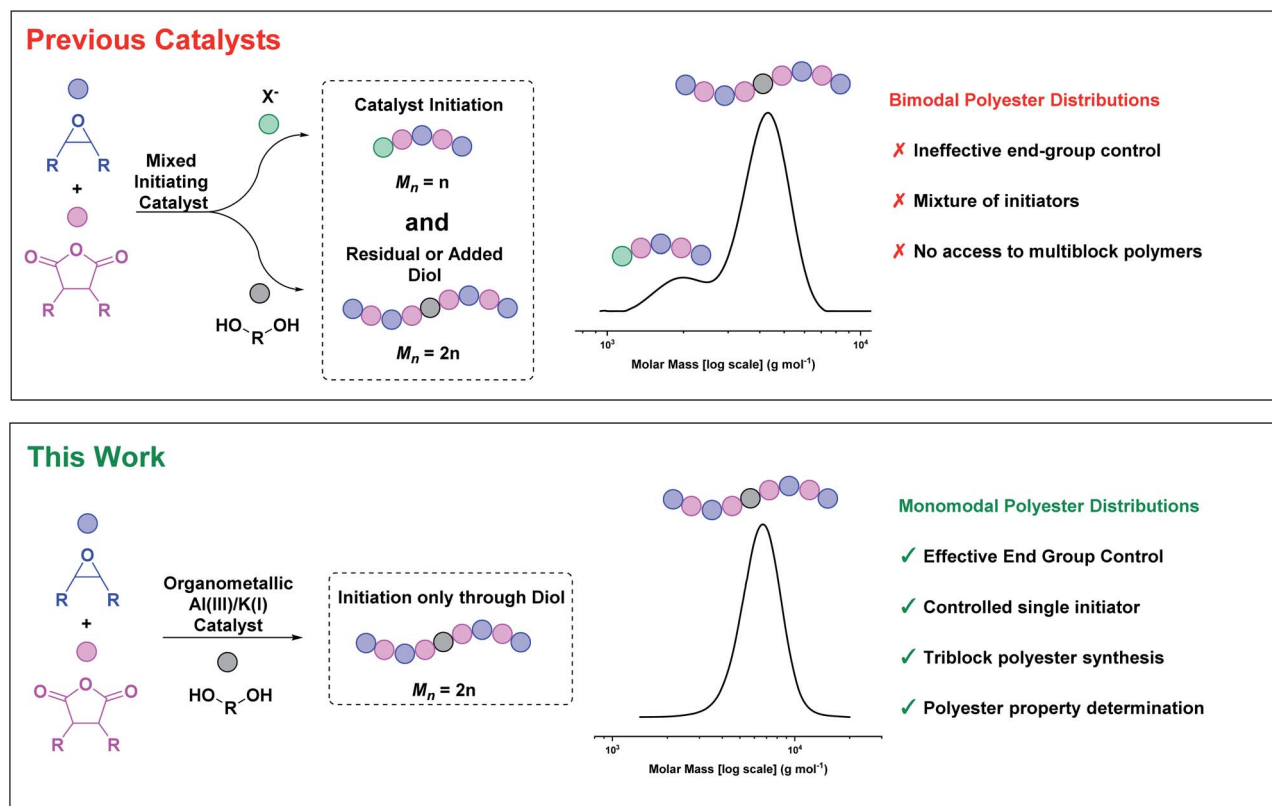 Previous Catalysts
O
R
R
+
O
O
O
R
R
Mixed
Initiating
Catalyst
X-
HO
R
OH
Catalyst Initiation
Mn = n
and
Residual or Added
Diol
Mn = 2n
10³
10⁴
Molar Mass [log scale] (g mol⁻¹)
Bimodal Polyester Distributions
✗ Ineffective end-group control
✗ Mixture of initiators
✗ No access to multiblock polymers
This Work
O
R
R
+
O
O
O
R
R
Organometallic
Al(III)/K(I)
Catalyst
HO
R
OH
Initiation only through Diol
Mn = 2n
10³
10⁴
Molar Mass [log scale] (g mol⁻¹)
Monomodal Polyester Distributions
✓ Effective End Group Control
✓ Controlled single initiator
✓ Triblock polyester synthesis
✓ Polyester property determination